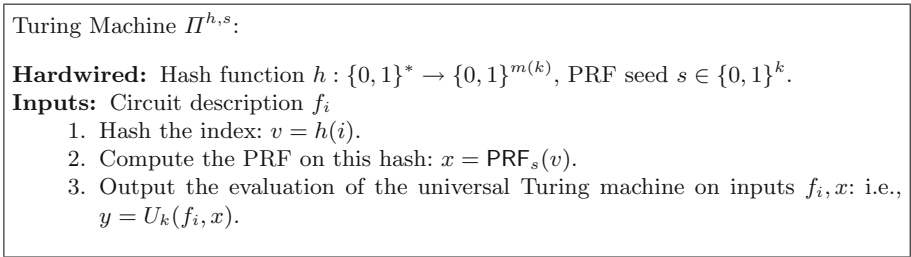 Turing Machine Π^{h,s}:
Hardwired: Hash function h : {0, 1}* → {0, 1}^{m(k)}, PRF seed s ∈ {0, 1}^k.
Inputs: Circuit description f_i
1. Hash the index: v = h(i).
2. Compute the PRF on this hash: x = PRF_s(v).
3. Output the evaluation of the universal Turing machine on inputs f_i, x: i.e.,
y = U_k(f_i, x).